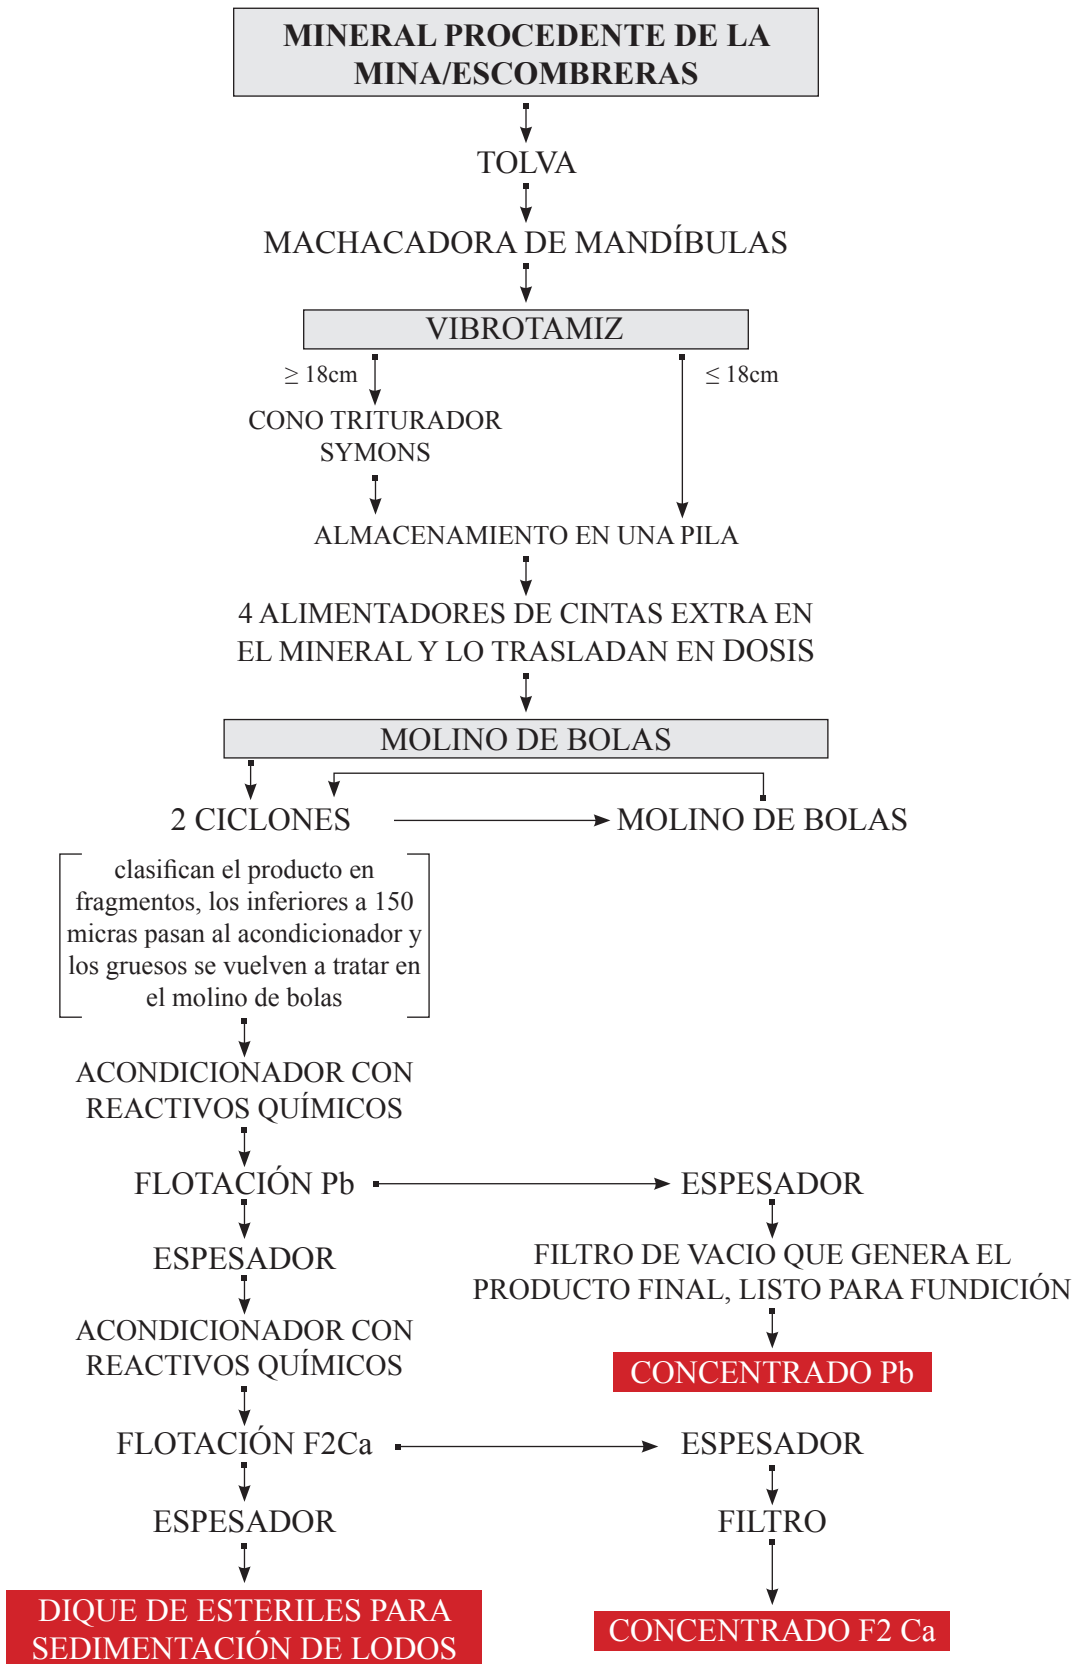 MINERAL PROCEDENTE DE LA
MINA/ESCOMBRERAS
TOLVA
MACHACADORA DE MANDÍBULAS
VIBROTAMIZ
≥ 18cm
≤ 18cm
CONO TRITURADOR
SYMONS
ALMACENAMIENTO EN UNA PILA
4 ALIMENTADORES DE CINTAS EXTRA EN
EL MINERAL Y LO TRASLADAN EN DOSIS
MOLINO DE BOLAS
2 CICLONES
MOLINO DE BOLAS
clasifican el producto en
fragmentos, los inferiores a 150
micras pasan al acondicionador y
los gruesos se vuelven a tratar en
el molino de bolas
ACONDICIONADOR CON
REACTIVOS QUÍMICOS
FLOTACIÓN Pb
ESPESADOR
ESPESADOR
FILTRO DE VACIO QUE GENERA EL
PRODUCTO FINAL, LISTO PARA FUNDICIÓN
ACONDICIONADOR CON
REACTIVOS QUÍMICOS
CONCENTRADO Pb
FLOTACIÓN F2Ca
ESPESADOR
ESPESADOR
FILTRO
DIQUE DE ESTERILES PARA
SEDIMENTACIÓN DE LODOS
CONCENTRADO F2 Ca